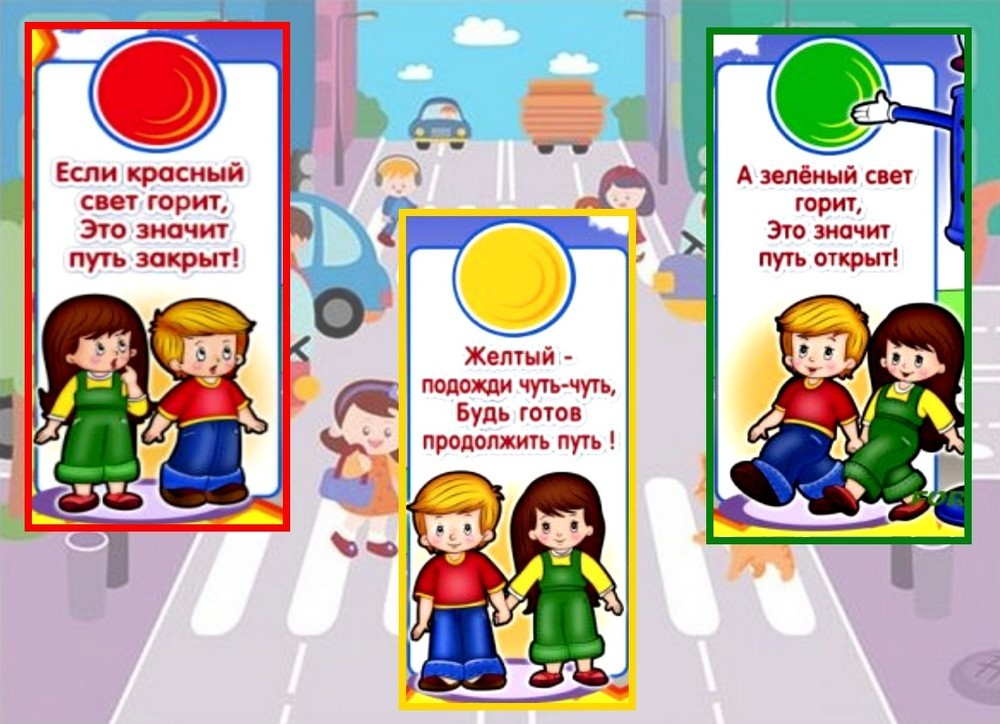 Если красный
свет горит,
Это значит
путь закрыт!
Желтый -
подожди чуть-чуть,
Будь готов
продолжить путь !
А зелёный свет
горит,
Это значит
путь открыт!